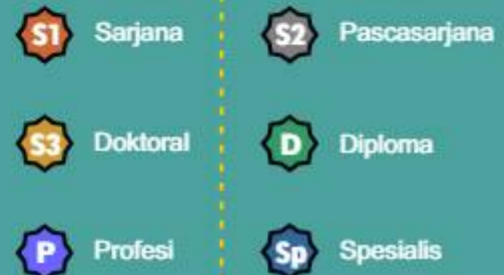 S1 Sarjana
S2 Pascasarjana
S3 Doktoral
D Diploma
P Profesi
Sp Spesialis